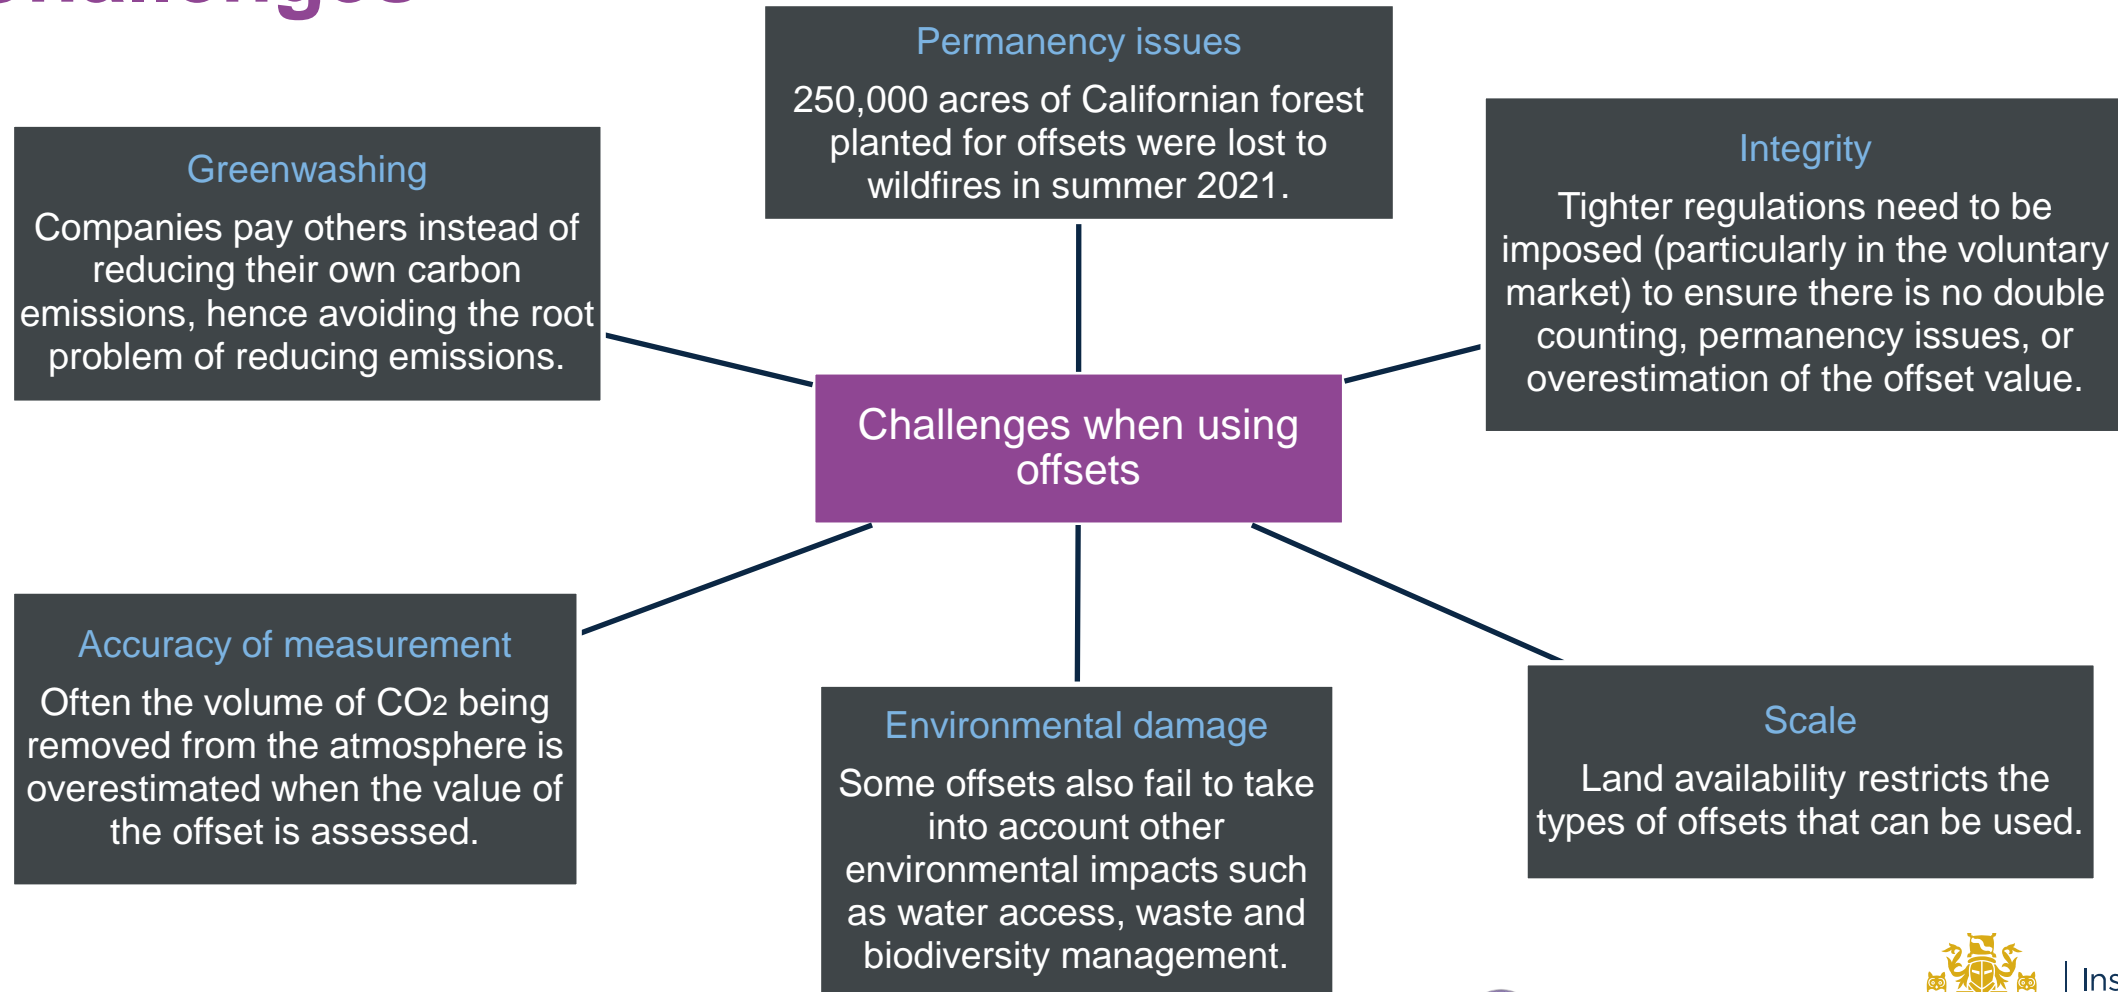 Permanency issues
250,000 acres of Californian forest
planted for offsets were lost to
wildfires in summer 2021.
Greenwashing
Companies pay others instead of
reducing their own carbon
emissions, hence avoiding the root
problem of reducing emissions.
Integrity
Tighter regulations need to be
imposed (particularly in the voluntary
market) to ensure there is no double
counting, permanency issues, or
overestimation of the offset value.
Challenges when using
offsets
Accuracy of measurement
Often the volume of CO2 being
removed from the atmosphere is
overestimated when the value of
the offset is assessed.
Environmental damage
Some offsets also fail to take
into account other
environmental impacts such
as water access, waste and
biodiversity management.
Scale
Land availability restricts the
types of offsets that can be used.